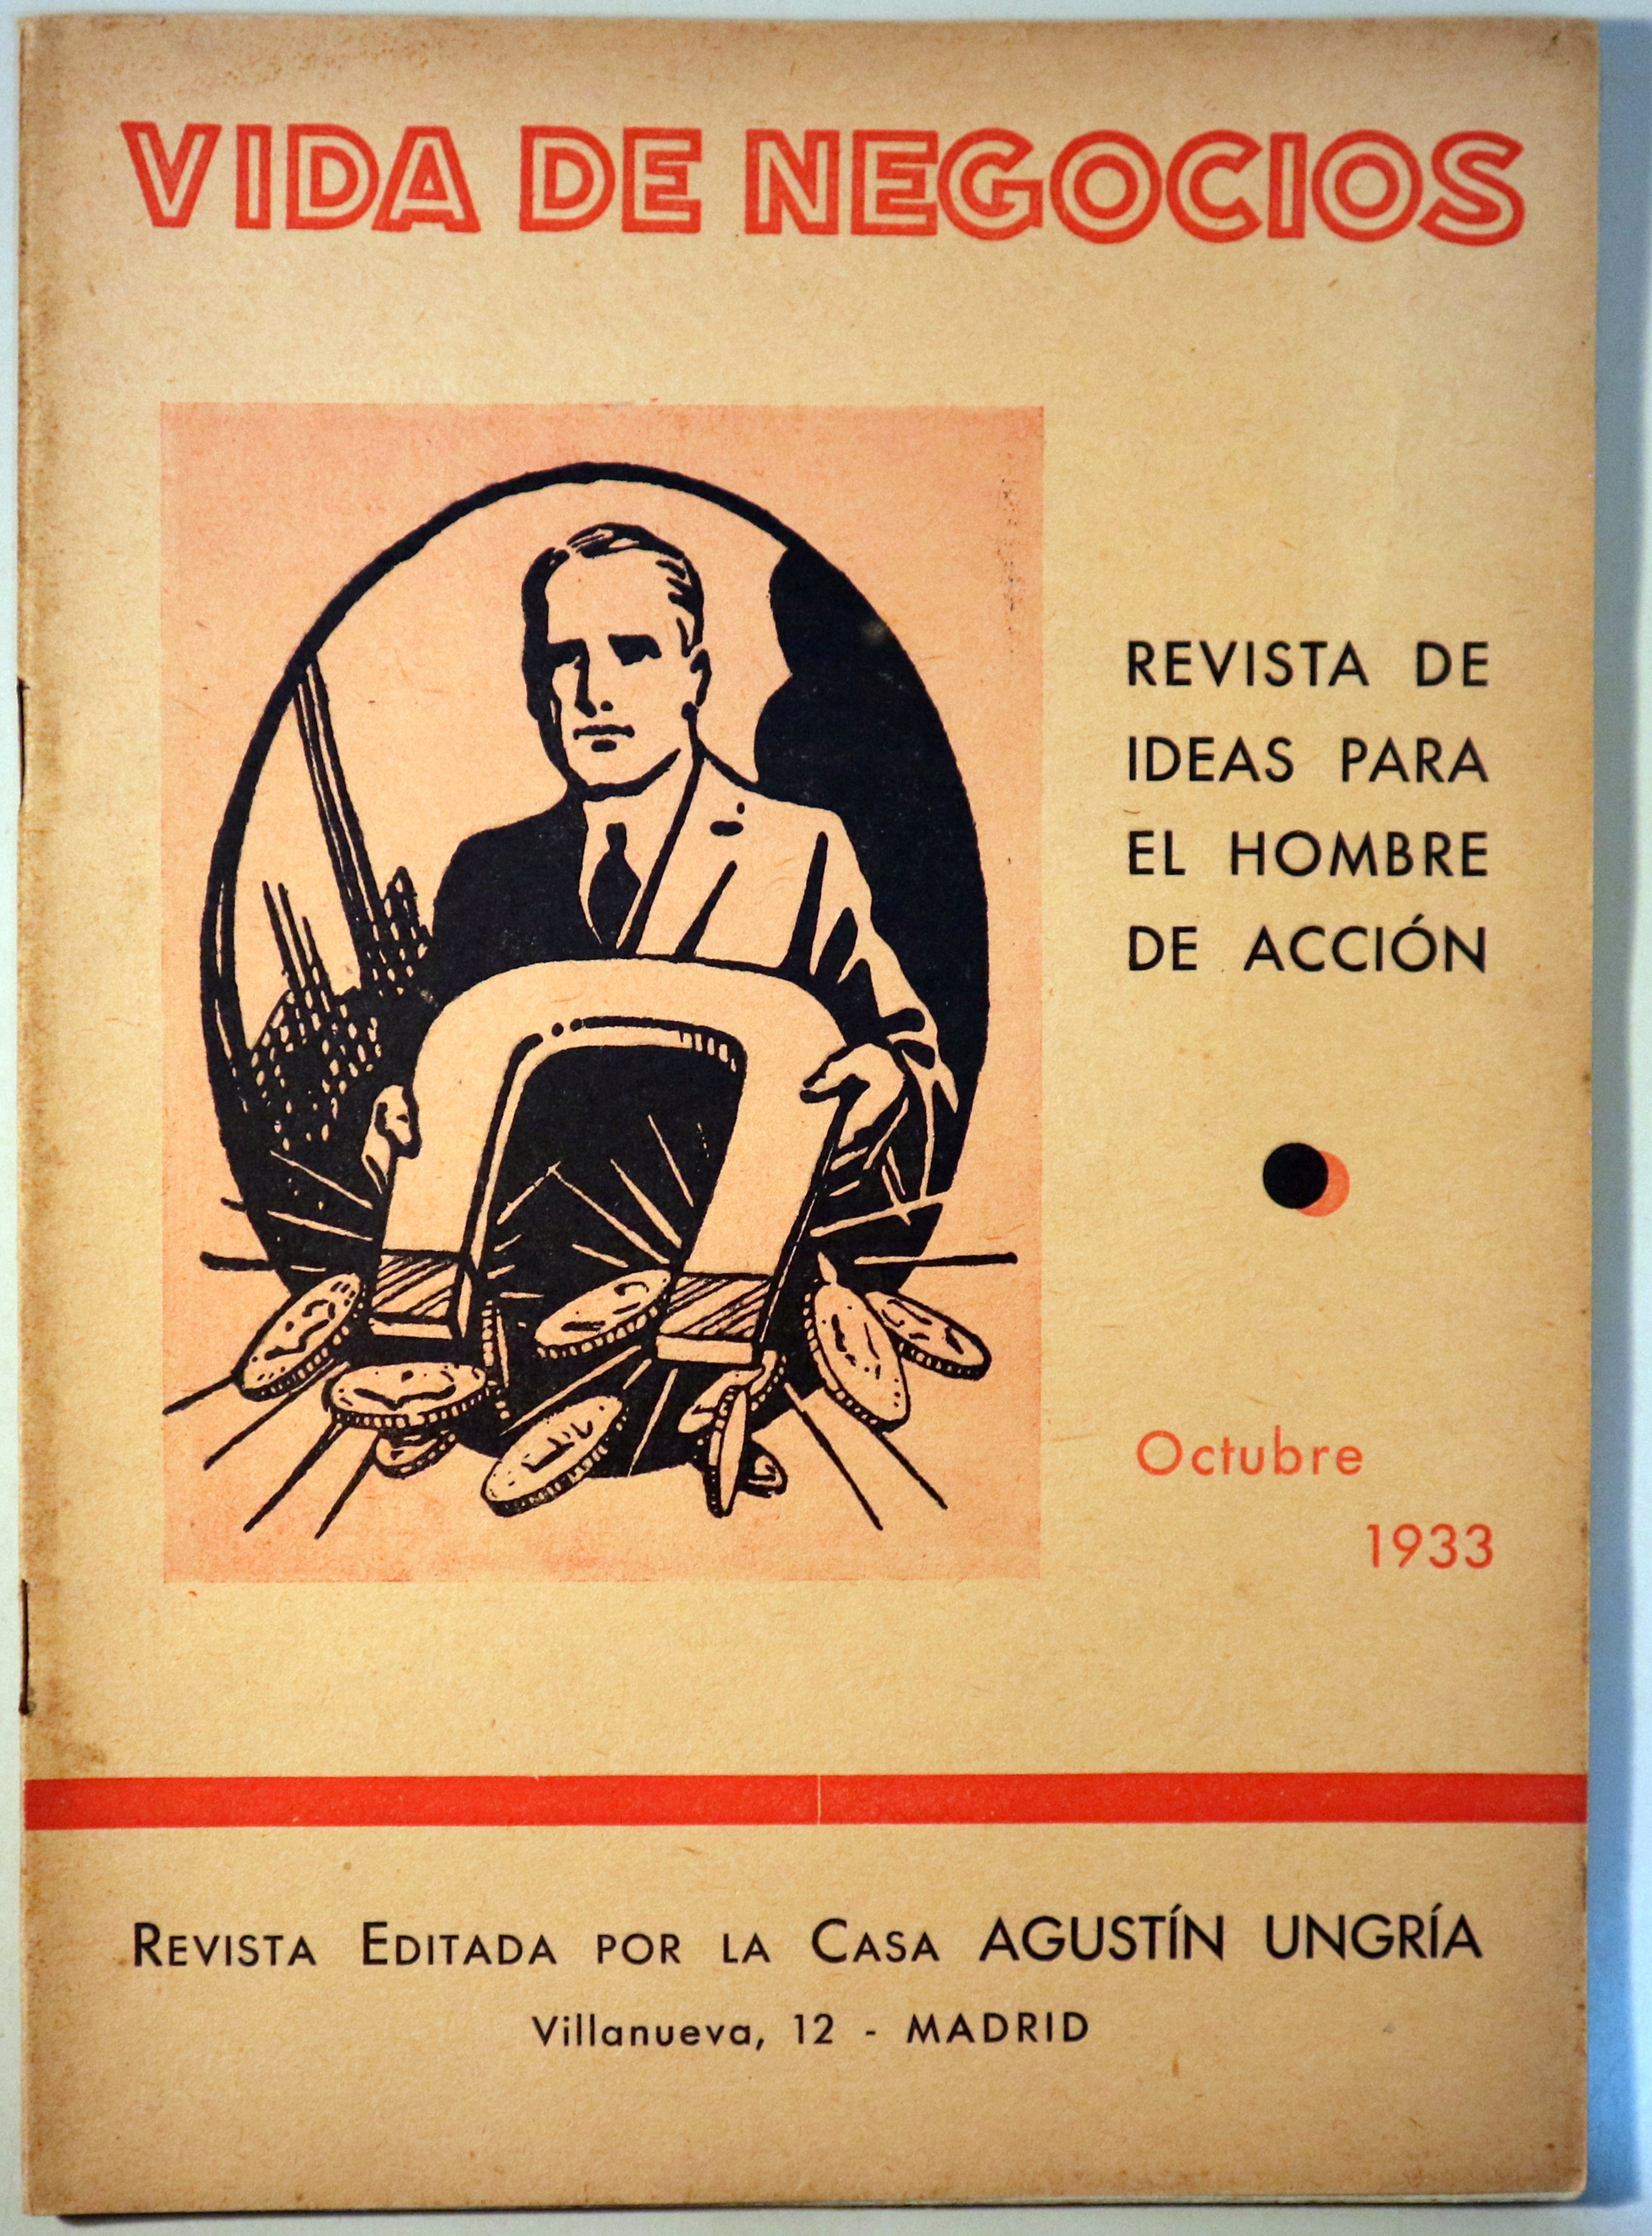 VIDA DE NEGOCIOS
REVISTA DE
IDEAS PARA
EL HOMBRE
DE ACCIÓN
Octubre
1933
REVISTA EDITADA POR LA CASA AGUSTÍN UNGRÍA
Villanueva, 12 - MADRID